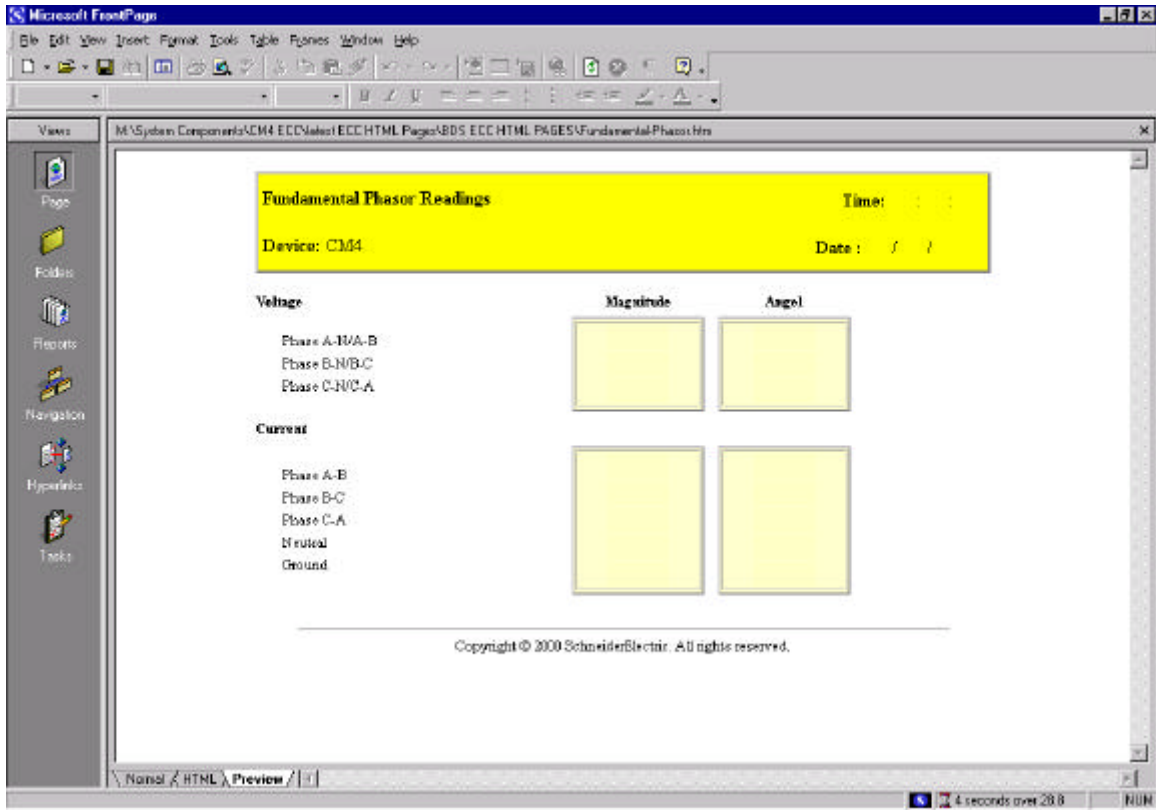 Microsoft FrontPage
File Edit View Insert Format Tools Table Frames Window Help
Views M:\System Components\CM4 ECC\latest ECC HTML Pages\BDS ECC HTML PAGES\Fundamental-Phasor.htm
Page
Folders
Reports
Navigation
Hyperlinks
Tasks
Fundamental Phasor Readings Time: : :
Device: CM4 Date : / /
Voltage Magnitude Angel
Phase A-N/A-B
Phase B-N/B-C
Phase C-N/C-A
Current
Phase A-B
Phase B-C
Phase C-A
Neutral
Ground
Copyright © 2000 SchneiderElectric. All rights reserved.
Normal HTML Preview
4 seconds over 28.8 NUM